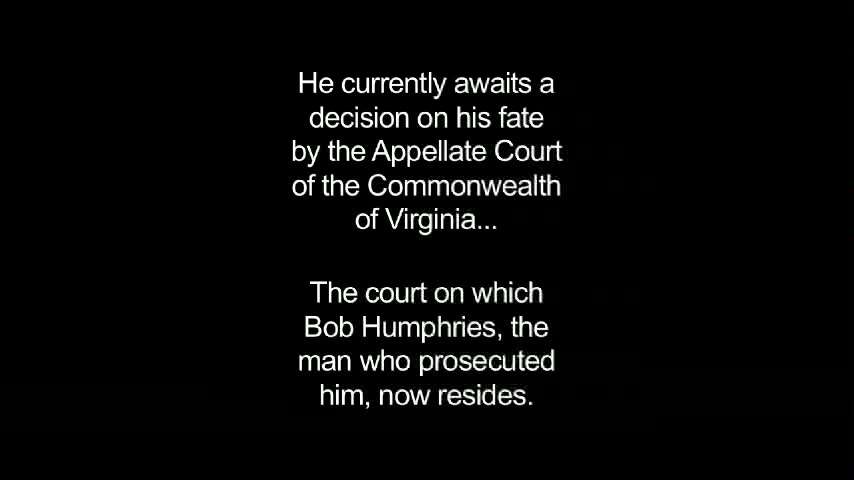 He currently awaits a
decision on his fate
by the Appellate Court
of the Commonwealth
of Virginia...
The court on which
Bob Humphries, the
man who prosecuted
him, now resides.